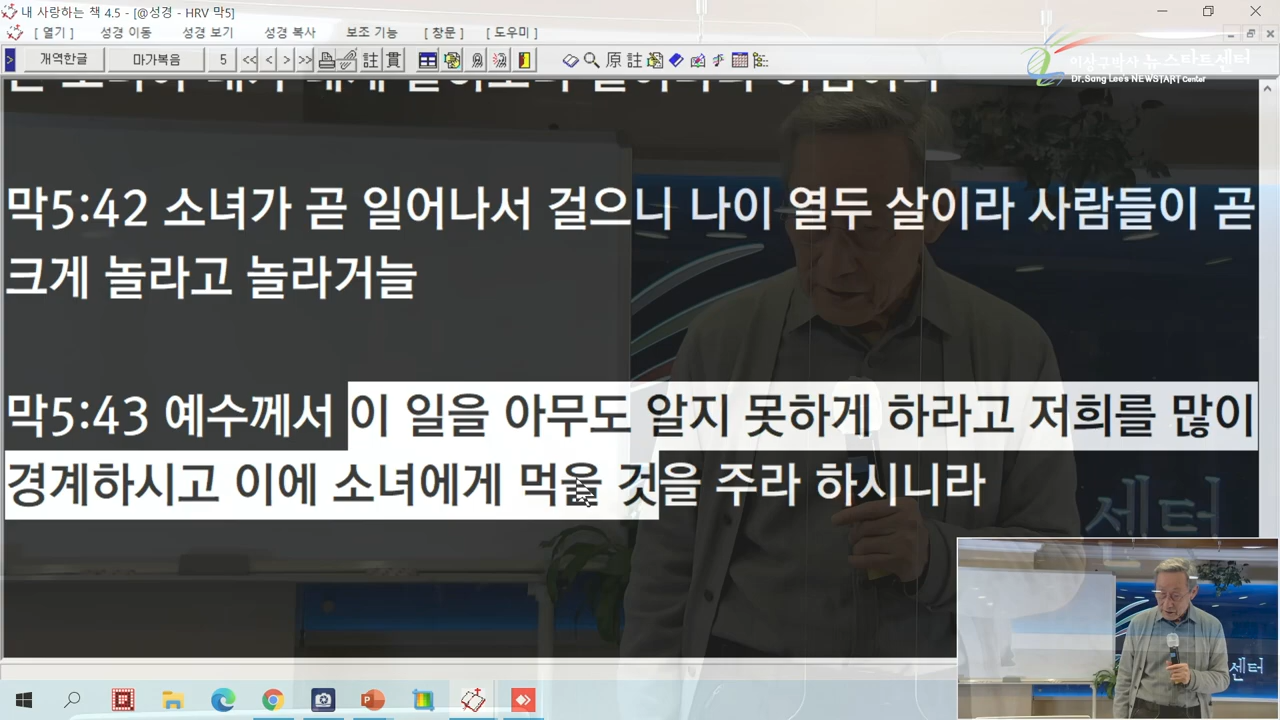 내 사랑하는 책 4.5 - [@성경 - HRV 막5]
[ 열기 ] 성경 이동 성경 보기 성경 복사 보조 기능 [ 창문 ] [ 도우미 ]
개역한글 마가복음 5 << < > >> 註 貫 原 註
이상구박사 뉴스타트센터
Dr.Sang Lee's NEWSTART Center
막5:42 소녀가 곧 일어나서 걸으니 나이 열두 살이라 사람들이 곧
크게 놀라고 놀라거늘
막5:43 예수께서 이 일을 아무도 알지 못하게 하라고 저희를 많이
경계하시고 이에 소녀에게 먹을 것을 주라 하시니라
센터
센터